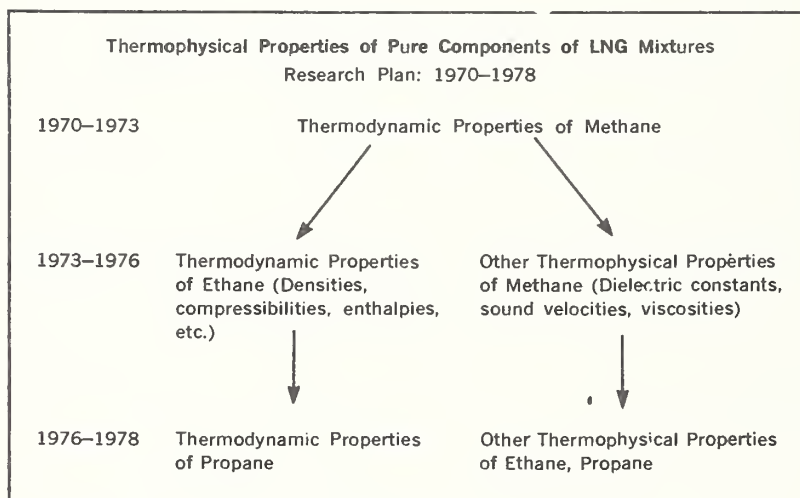 Thermophysical Properties of Pure Components of LNG Mixtures
Research Plan: 1970–1978
1970–1973 Thermodynamic Properties of Methane
1973–1976
Thermodynamic Properties
of Ethane (Densities,
compressibilities, enthalpies,
etc.)
Other Thermophysical Properties
of Methane (Dielectric constants,
sound velocities, viscosities)
1976–1978
Thermodynamic Properties
of Propane
Other Thermophysical Properties
of Ethane, Propane